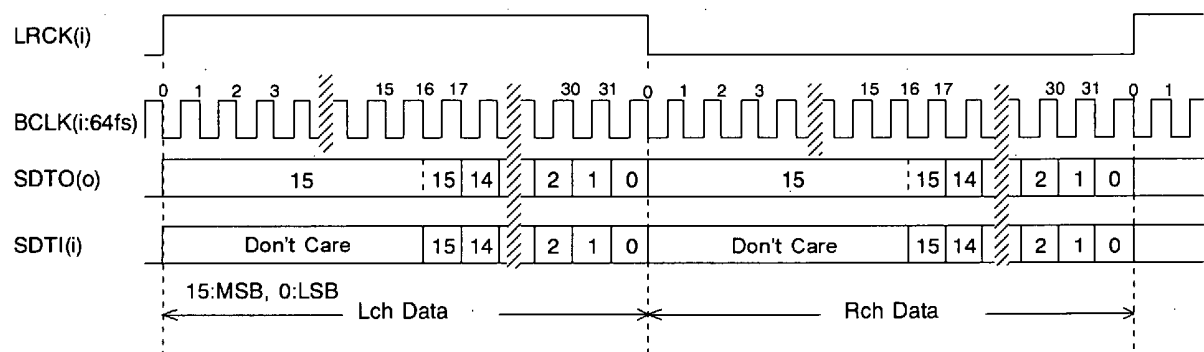 LRCK(i)
0 1 2 3 15 16 17 30 31 0 1 2 3 15 16 17 30 31 0 1
BCLK(i:64fs)
SDTO(o) 15 15 14 2 1 0 15 15 14 2 1 0
SDTI(i) Don't Care 15 14 2 1 0 Don't Care 15 14 2 1 0
15:MSB, 0:LSB
Lch Data Rch Data